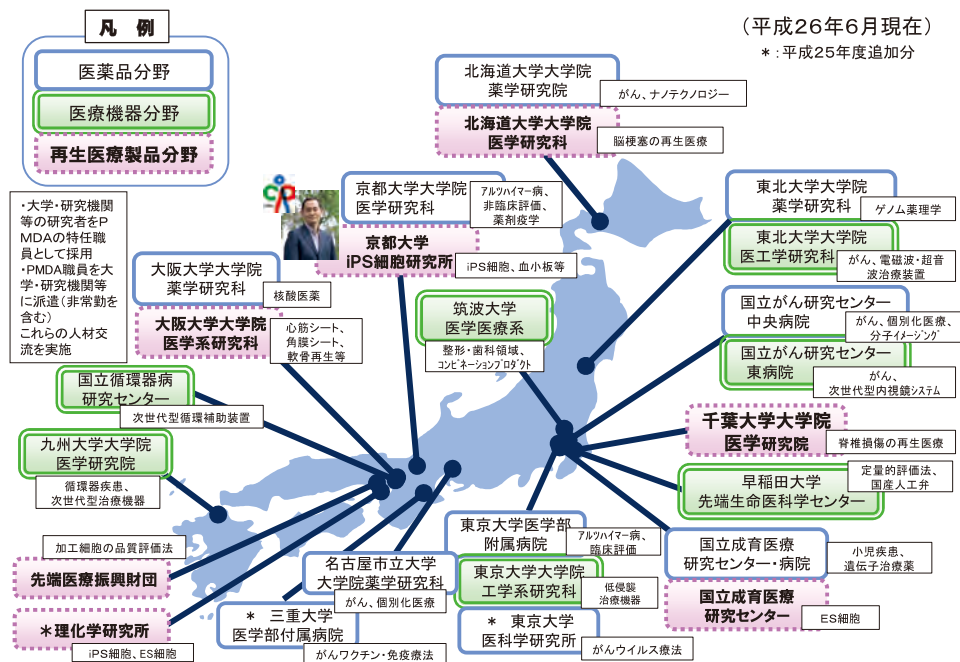 凡 例
医薬品分野
医療機器分野
再生医療製品分野
(平成26年6月現在)
*:平成25年度追加分
・大学・研究機関
等の研究者をP
MDAの特任職
員として採用
・PMDA職員を大
学・研究機関等
に派遣(非常勤を
含む)
これらの人材交
流を実施
北海道大学大学院
薬学研究院
がん、ナノテクノロジー
北海道大学大学院
医学研究科
脳梗塞の再生医療
京都大学大学院
医学研究科
アルツハイマー病、
非臨床評価、
薬剤疫学
京都大学
iPS細胞研究所
iPS細胞、血小板等
大阪大学大学院
薬学研究科
核酸医薬
大阪大学大学院
医学系研究科
心筋シート、
角膜シート、
軟骨再生等
筑波大学
医学医療系
整形・歯科領域、
コンビネーションプロダクト
東北大学大学院
薬学研究科
ゲノム薬理学
東北大学大学院
医工学研究科
がん、電磁波・超音
波治療装置
国立がん研究センター
中央病院
がん、個別化医療、
分子イメージング
国立がん研究センター
東病院
がん、
次世代型内視鏡システム
国立循環器病
研究センター
次世代型循環補助装置
九州大学大学院
医学研究院
循環器疾患、
次世代型治療機器
千葉大学大学院
医学研究院
脊椎損傷の再生医療
早稲田大学
先端生命医科学センター
定量的評価法、
国産人工弁
加工細胞の品質評価法
先端医療振興財団
*理化学研究所
iPS細胞、ES細胞
名古屋市立大学
大学院薬学研究科
がん、個別化医療
* 三重大学
医学部付属病院
がんワクチン・免疫療法
東京大学医学部
附属病院
アルツハイマー病、
臨床評価
東京大学大学院
工学系研究科
低侵襲
治療機器
* 東京大学
医科学研究所
がんウイルス療法
国立成育医療
研究センター・病院
小児疾患、
遺伝子治療薬
国立成育医療
研究センター
ES細胞